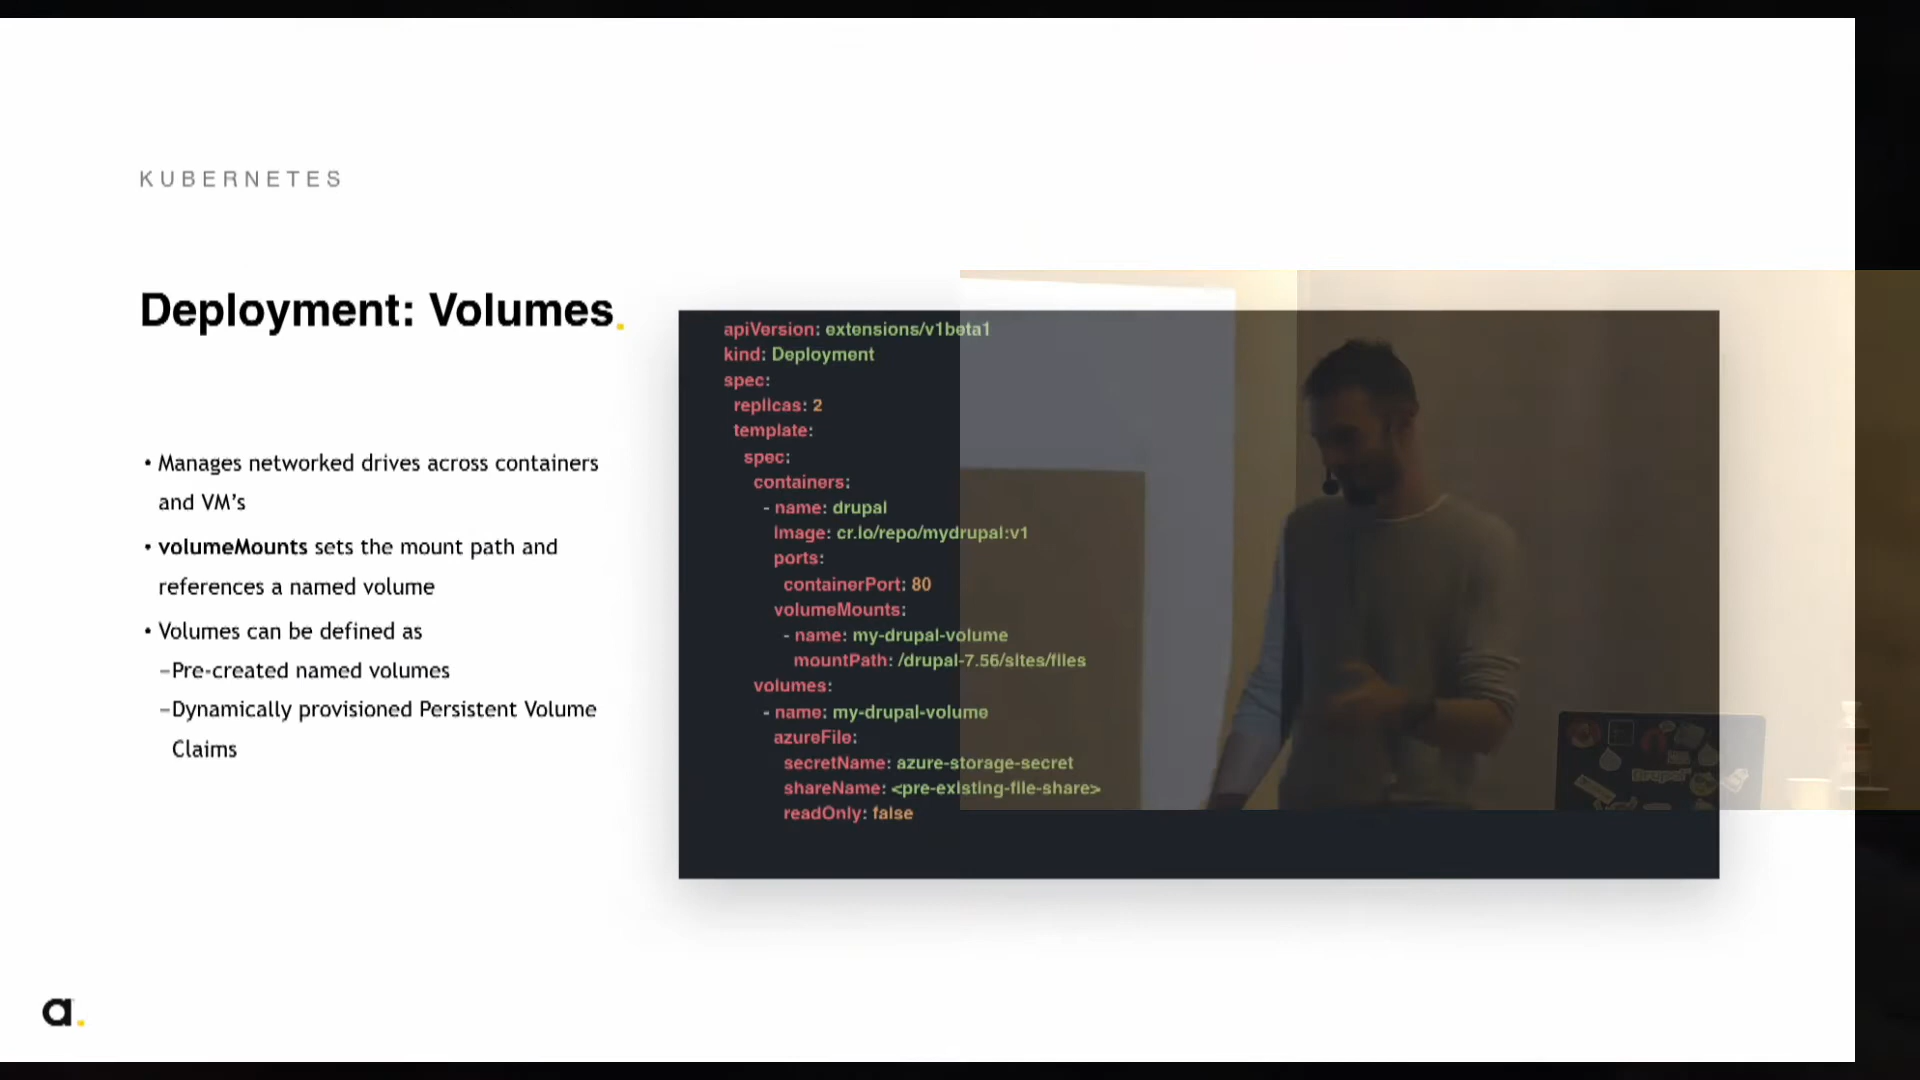 KUBERNETES
Deployment: Volumes.
• Manages networked drives across containers
and VM's
• volumeMounts sets the mount path and
references a named volume
• Volumes can be defined as
–Pre-created named volumes
–Dynamically provisioned Persistent Volume
Claims
apiVersion: extensions/v1beta1
kind: Deployment
spec:
replicas: 2
template:
spec:
containers:
- name: drupal
image: cr.io/repo/mydrupal:v1
ports:
containerPort: 80
volumeMounts:
- name: my-drupal-volume
mountPath: /drupal-7.56/sites/files
volumes:
- name: my-drupal-volume
azureFile:
secretName: azure-storage-secret
shareName: <pre-existing-file-share>
readOnly: false
Drupal
a.